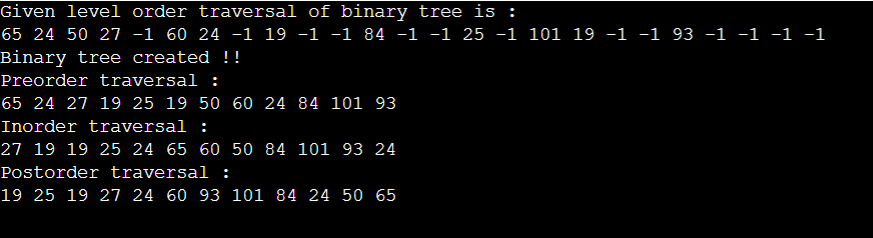 Given level order traversal of binary tree is :
65 24 50 27 -1 60 24 -1 19 -1 -1 84 -1 -1 25 -1 101 19 -1 -1 93 -1 -1 -1 -1
Binary tree created !!
Preorder traversal :
65 24 27 19 25 19 50 60 24 84 101 93
Inorder traversal :
27 19 19 25 24 65 60 50 84 101 93 24
Postorder traversal :
19 25 19 27 24 60 93 101 84 24 50 65